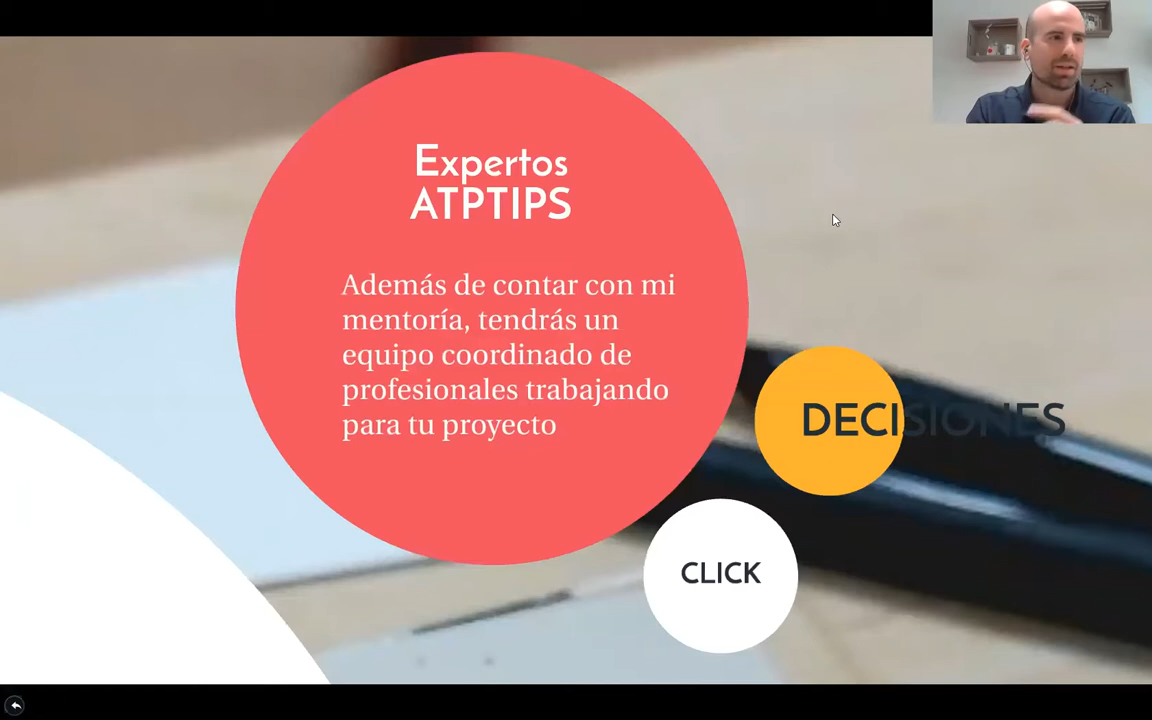 Expertos
ATPTIPS
Además de contar con mi
mentoría, tendrás un
equipo coordinado de
profesionales trabajando
para tu proyecto
DECISIONES
CLICK